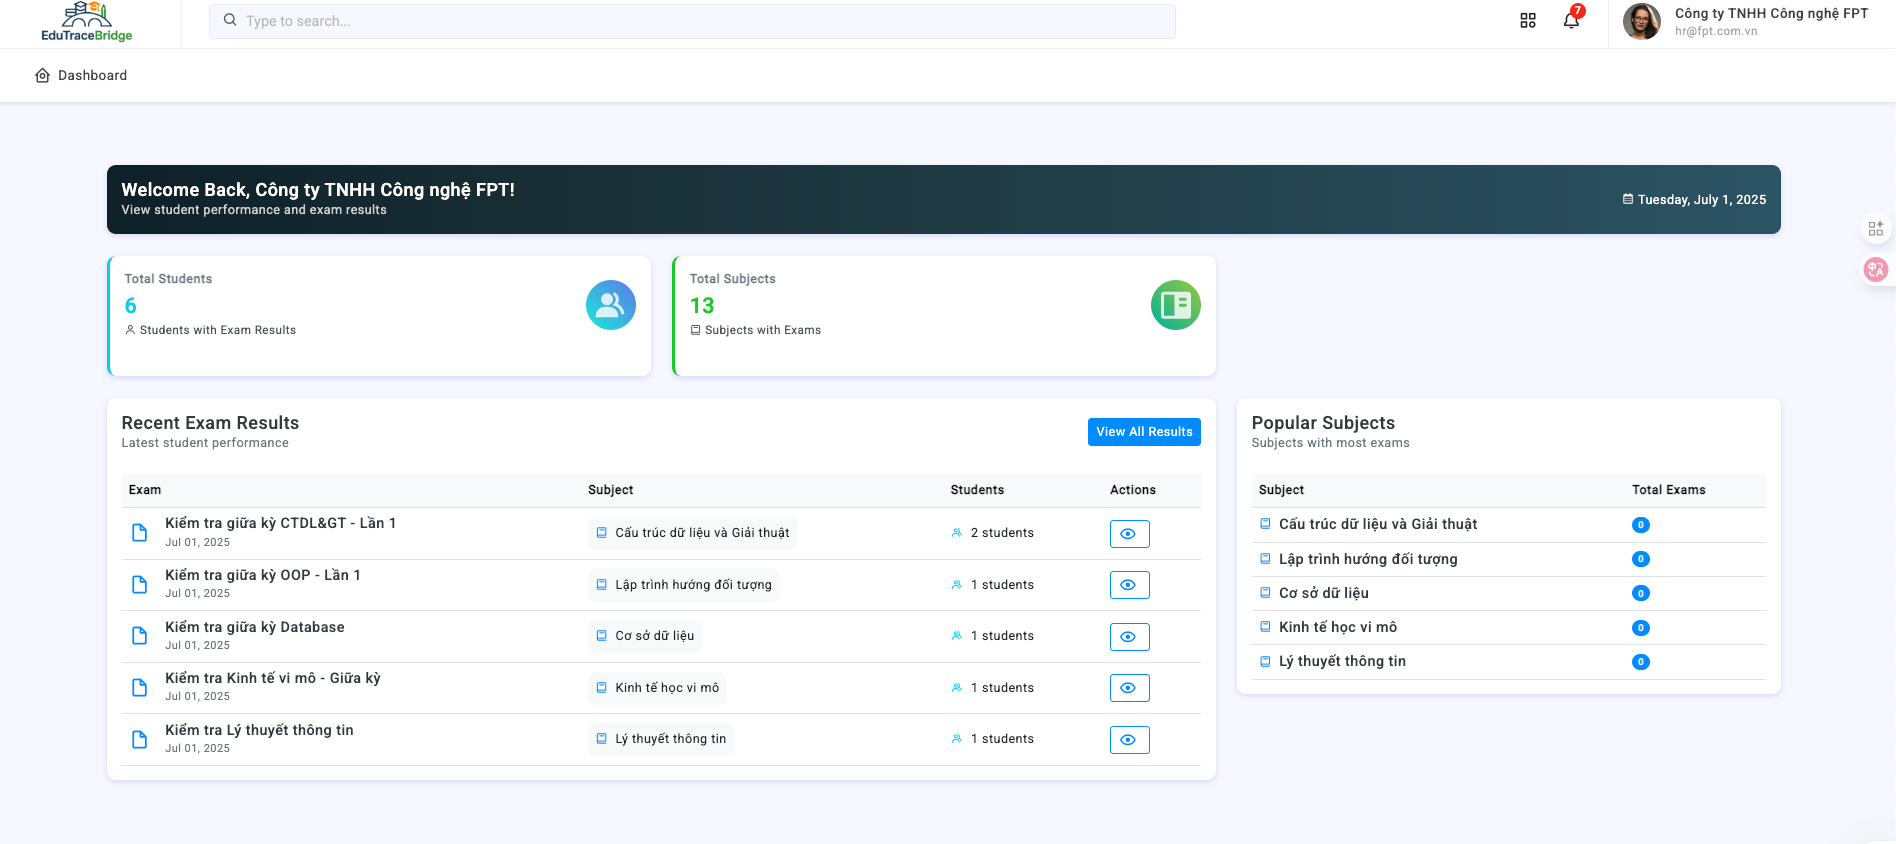 EduTraceBridge
Type to search...
7
Công ty TNHH Công nghệ FPT
hr@fpt.com.vn
Dashboard
Welcome Back, Công ty TNHH Công nghệ FPT!
View student performance and exam results
Tuesday, July 1, 2025
Total Students
6
Students with Exam Results
Total Subjects
13
Subjects with Exams
Recent Exam Results
Latest student performance
View All Results
Exam Subject Students Actions
Kiểm tra giữa kỳ CTDL&GT - Lần 1
Jul 01, 2025
Cấu trúc dữ liệu và Giải thuật
2 students
Kiểm tra giữa kỳ OOP - Lần 1
Jul 01, 2025
Lập trình hướng đối tượng
1 students
Kiểm tra giữa kỳ Database
Jul 01, 2025
Cơ sở dữ liệu
1 students
Kiểm tra Kinh tế vi mô - Giữa kỳ
Jul 01, 2025
Kinh tế học vi mô
1 students
Kiểm tra Lý thuyết thông tin
Jul 01, 2025
Lý thuyết thông tin
1 students
Popular Subjects
Subjects with most exams
Subject Total Exams
Cấu trúc dữ liệu và Giải thuật 0
Lập trình hướng đối tượng 0
Cơ sở dữ liệu 0
Kinh tế học vi mô 0
Lý thuyết thông tin 0
中A